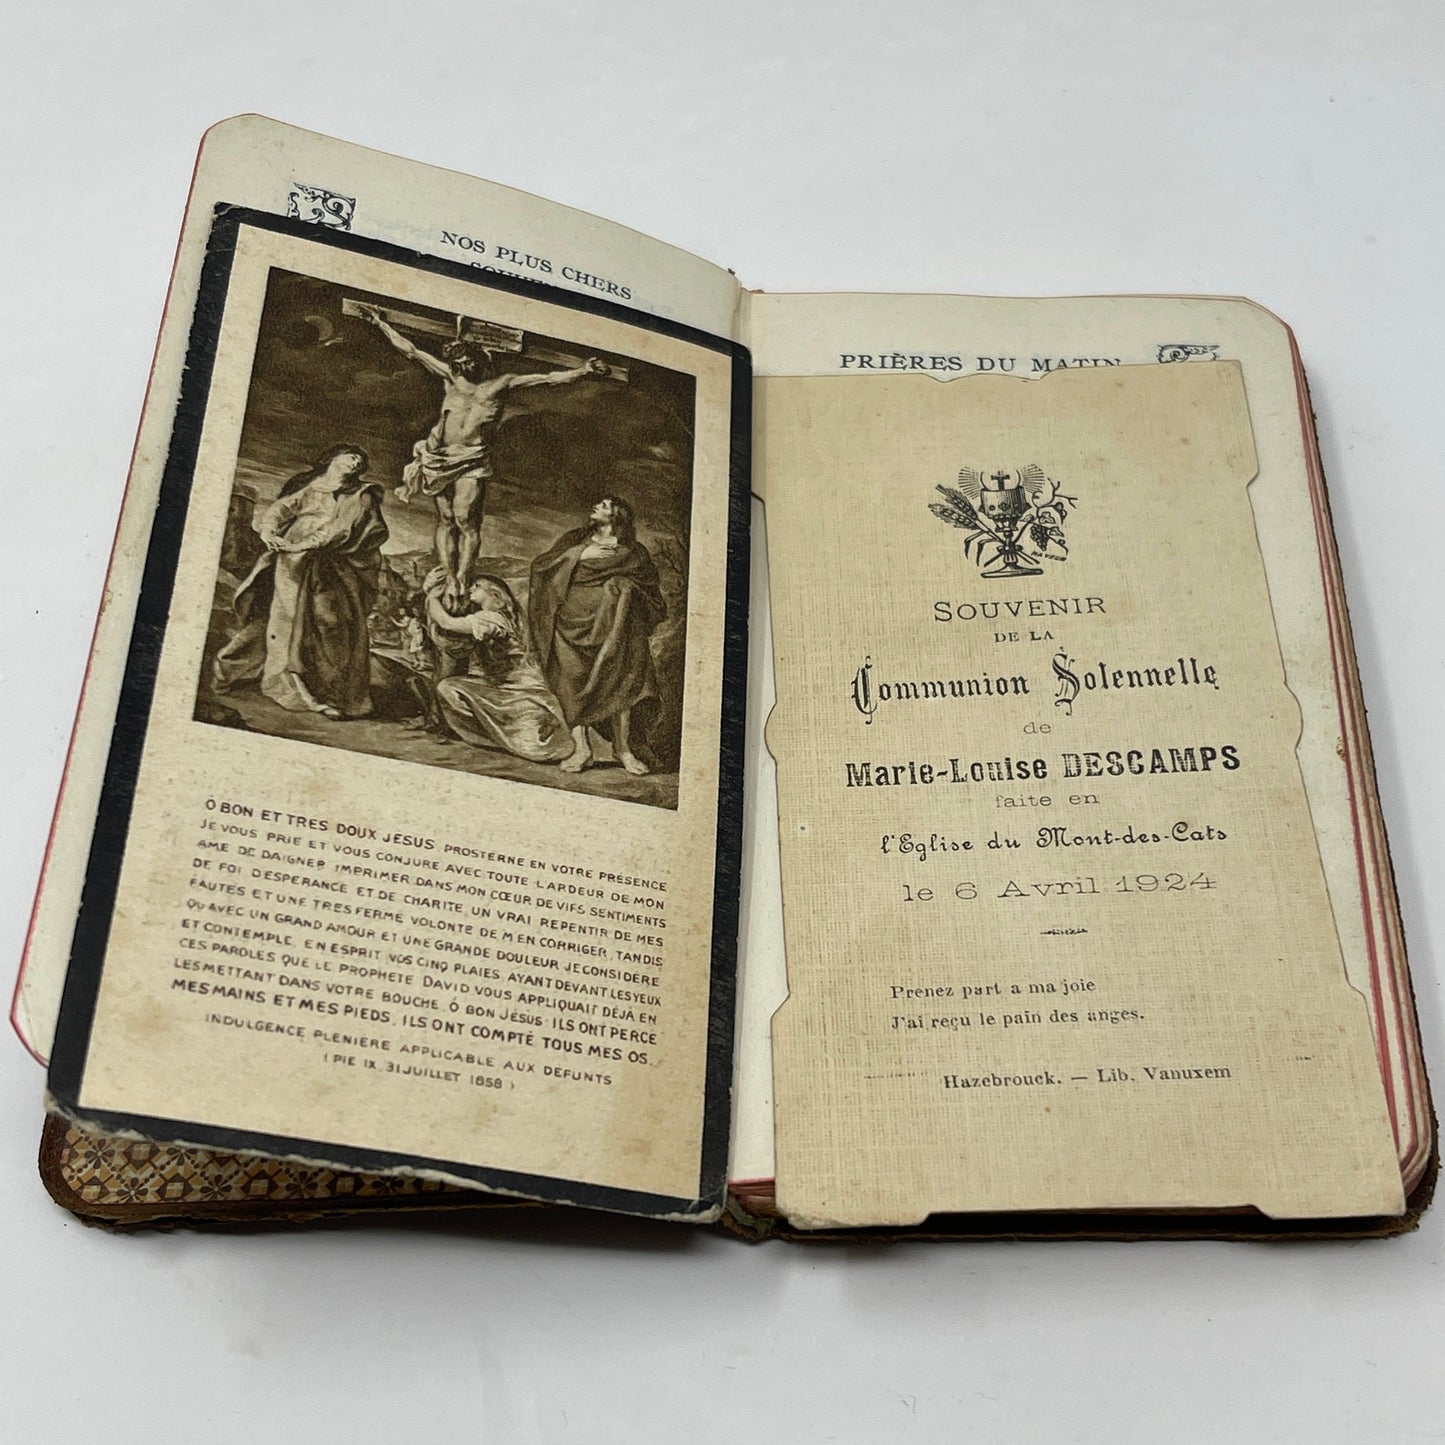 NOS PLUS CHERS
Ô BON ET TRES DOUX JESUS PROSTERNE EN VOTRE PRÉSENCE
JE VOUS PRIE ET VOUS CONJURE AVEC TOUTE L'ARDEUR DE MON
AME DE DAIGNER IMPRIMER DANS MON CŒUR DE VIFS SENTIMENTS
DE FOI D'ESPERANCE ET DE CHARITE, UN VRAI REPENTIR DE MES
FAUTES ET UNE TRES FERME VOLONTE DE M'EN CORRIGER, TANDIS
QU'AVEC UN GRAND AMOUR ET UNE GRANDE DOULEUR JE CONSIDÈRE
ET CONTEMPLE EN ESPRIT VOS CINQ PLAIES, AYANT DEVANT LES YEUX
CES PAROLES QUE LE PROPHETE DAVID VOUS APPLIQUAIT DÉJÀ EN
LES METTANT DANS VOTRE BOUCHE, Ô BON JESUS: ILS ONT PERCE
MES MAINS ET MES PIEDS, ILS ONT COMPTÉ TOUS MES OS.
INDULGENCE PLENIERE APPLICABLE AUX DEFUNTS
(PIE IX, 31 JUILLET 1858)
PRIÈRES DU MATIN
SOUVENIR
DE LA
Communion Solennelle
de
Marie-Louise DESCAMPS
faite en
l'Eglise du Mont-des-Cats
le 6 Avril 1924
Prenez part a ma joie
J'ai reçu le pain des anges.
Hazebrouck. — Lib. Vanuxem